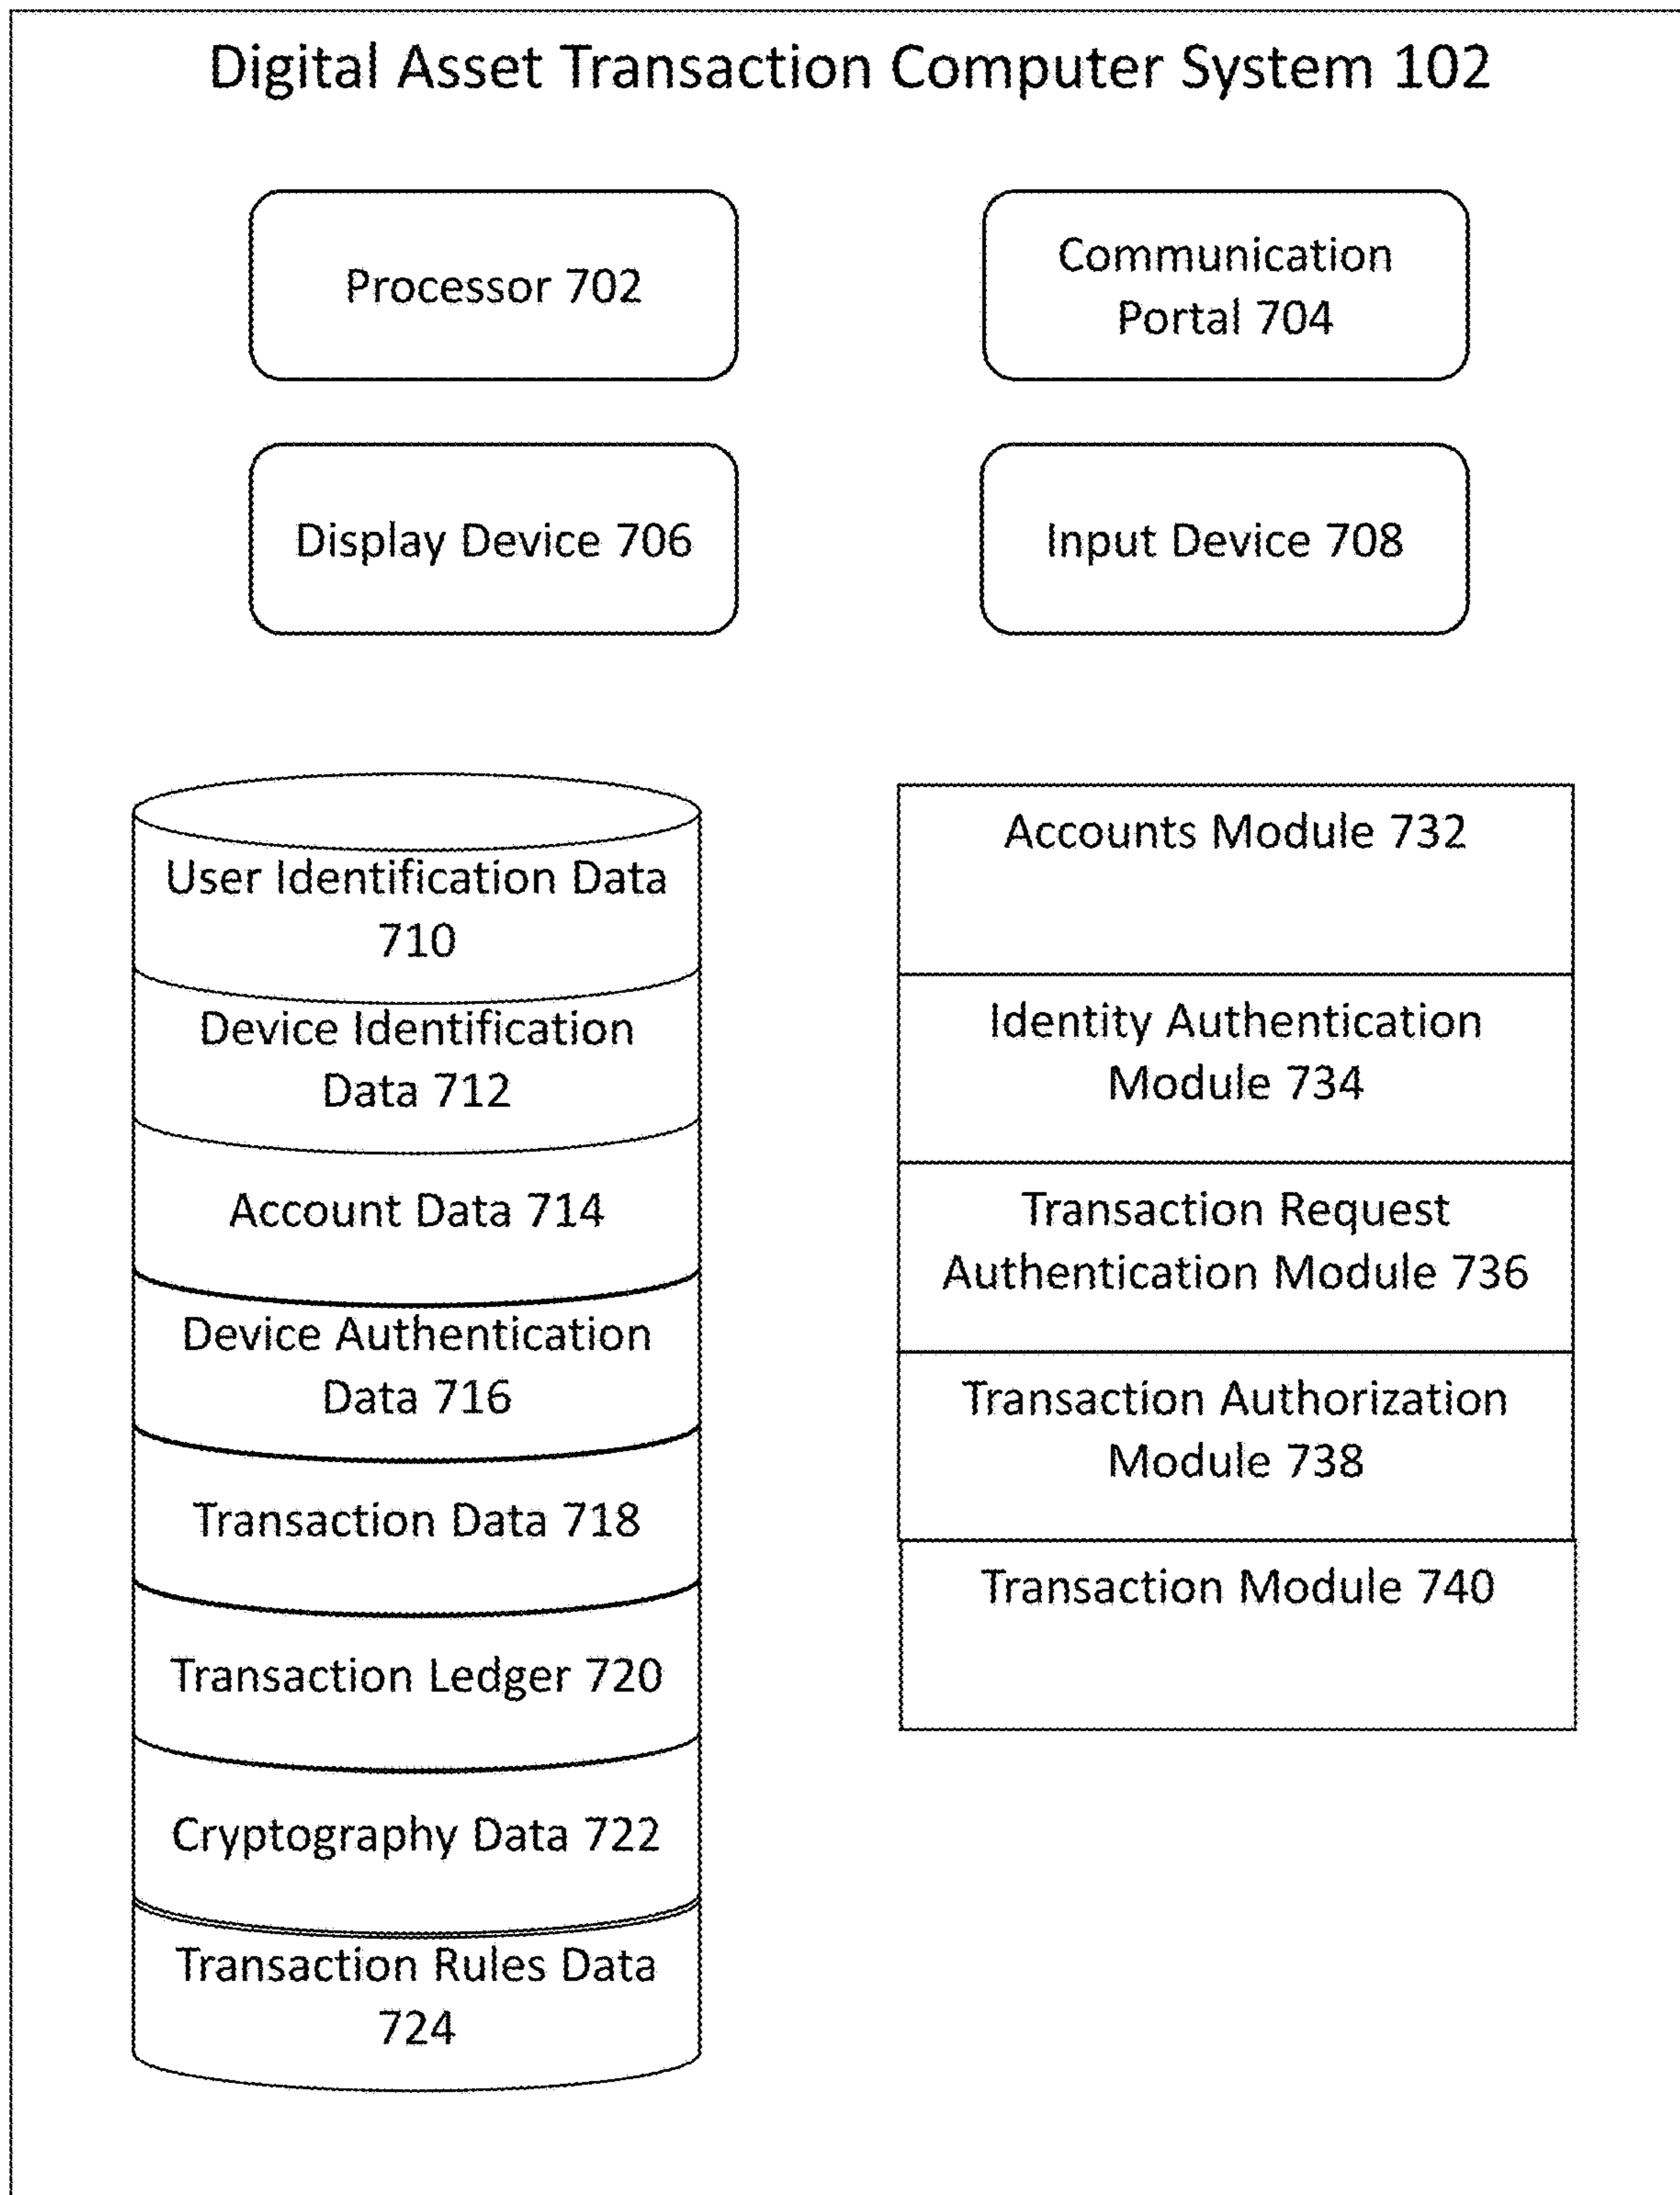 Digital Asset Transaction Computer System 102
Processor 702
Communication
Portal 704
Display Device 706
Input Device 708
User Identification Data
710
Device Identification
Data 712
Account Data 714
Device Authentication
Data 716
Transaction Data 718
Transaction Ledger 720
Cryptography Data 722
Transaction Rules Data
724
Accounts Module 732
Identity Authentication
Module 734
Transaction Request
Authentication Module 736
Transaction Authorization
Module 738
Transaction Module 740